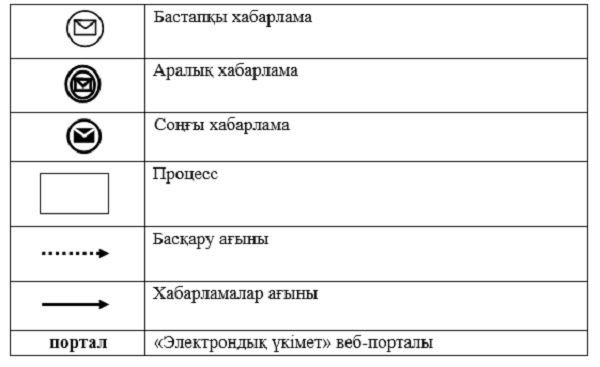 Бастапқы хабарлама
Аралық хабарлама
Соңғы хабарлама
Процесс
Басқару ағыны
Хабарламалар ағыны
портал «Электрондық үкімет» веб-порталы